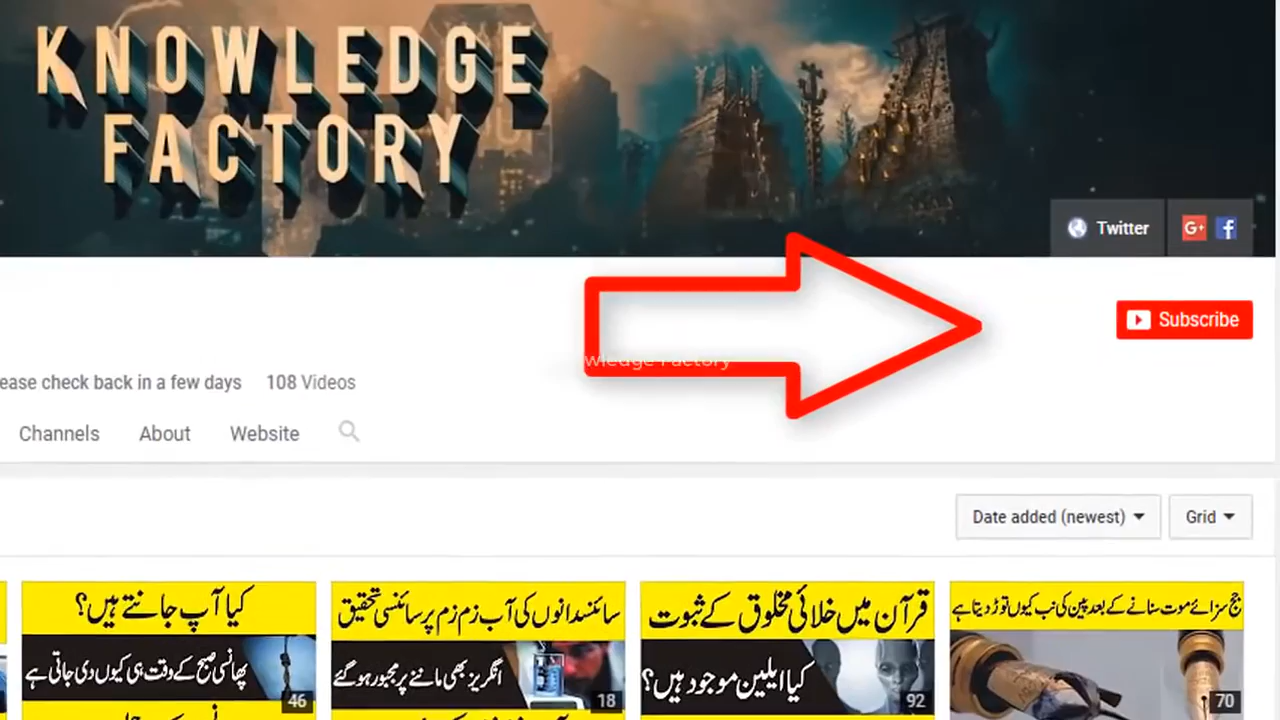 KNOWLEDGE
FACTORY
Twitter
G+ f
Subscribe
wledge Factory
ease check back in a few days 108 Videos
Channels About Website
Date added (newest) Grid
کیا آپ جانتے ہیں؟
پھانسی صبح کے وقت ہی کیوں دی جاتی ہے
46
سائنسدانوں کی آب زم زم پر سائنسی تحقیق
انگریز بھی ماننے پر مجبور ہو گئے
18
قرآن میں خلائی مخلوق کے ثبوت
کیا ایلین موجود ہیں؟
92
جج سزائے موت سنانے کے بعد پین کی نب کیوں توڑ دیتا ہے
70